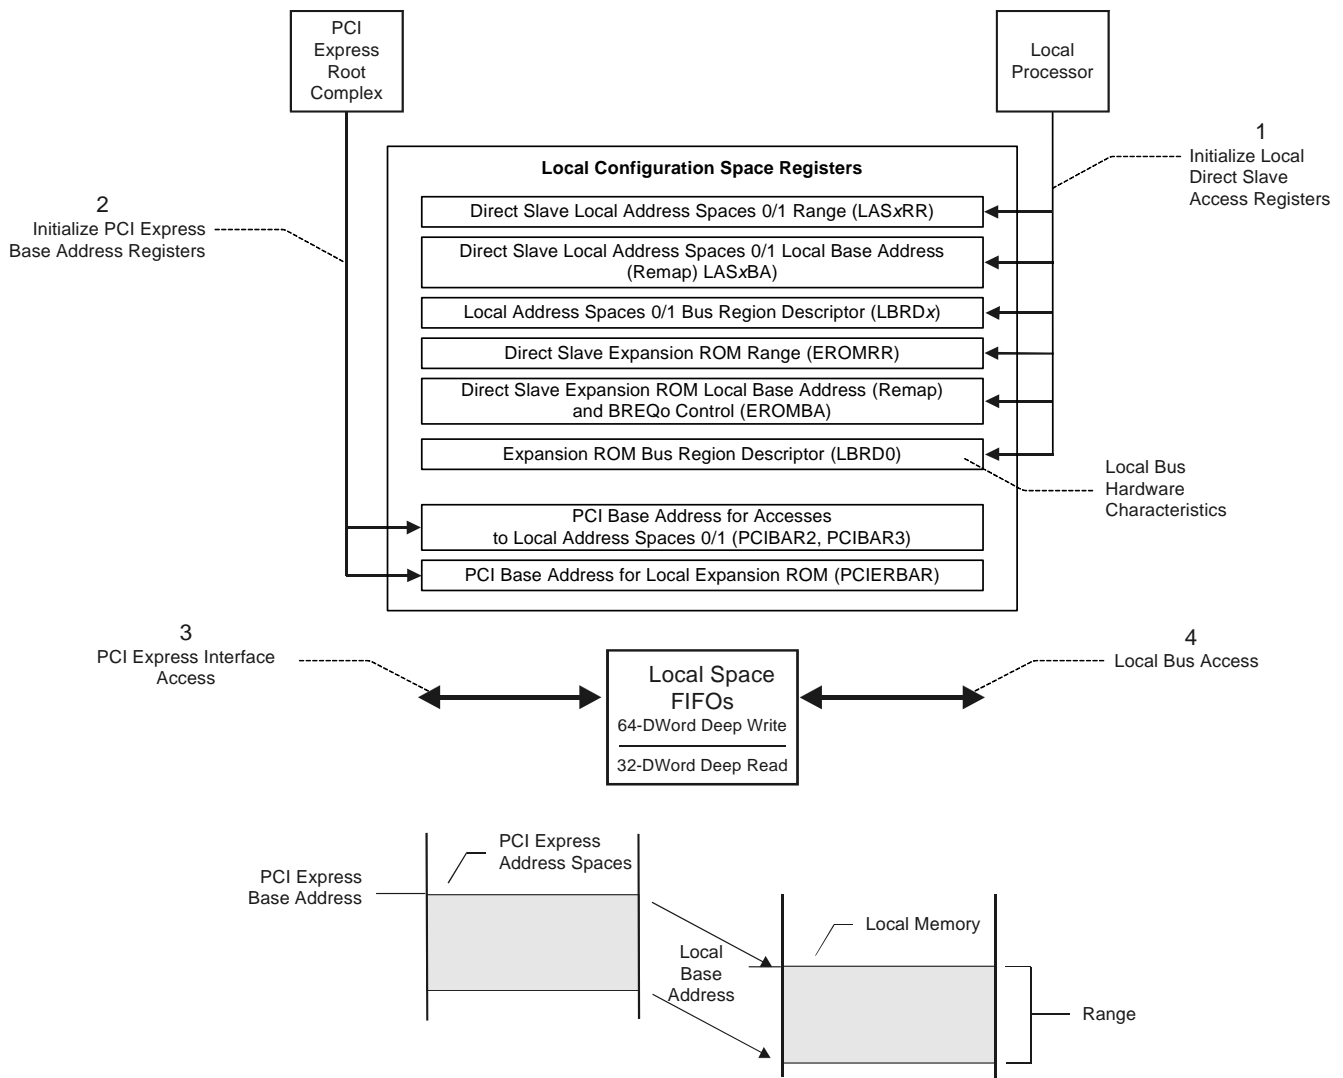 PCI
Express
Root
Complex
Local
Processor
1
Initialize Local
Direct Slave
Access Registers
2
Initialize PCI Express
Base Address Registers
Local Configuration Space Registers
Direct Slave Local Address Spaces 0/1 Range (LASxRR)
Direct Slave Local Address Spaces 0/1 Local Base Address
(Remap) LASxBA)
Local Address Spaces 0/1 Bus Region Descriptor (LBRDx)
Direct Slave Expansion ROM Range (EROMRR)
Direct Slave Expansion ROM Local Base Address (Remap)
and BREQo Control (EROMBA)
Expansion ROM Bus Region Descriptor (LBRD0)
Local Bus
Hardware
Characteristics
PCI Base Address for Accesses
to Local Address Spaces 0/1 (PCIBAR2, PCIBAR3)
PCI Base Address for Local Expansion ROM (PCIERBAR)
3
PCI Express Interface
Access
Local Space
FIFOs
64-DWord Deep Write
32-DWord Deep Read
4
Local Bus Access
PCI Express
Address Spaces
PCI Express
Base Address
Local Memory
Local
Base
Address
Range